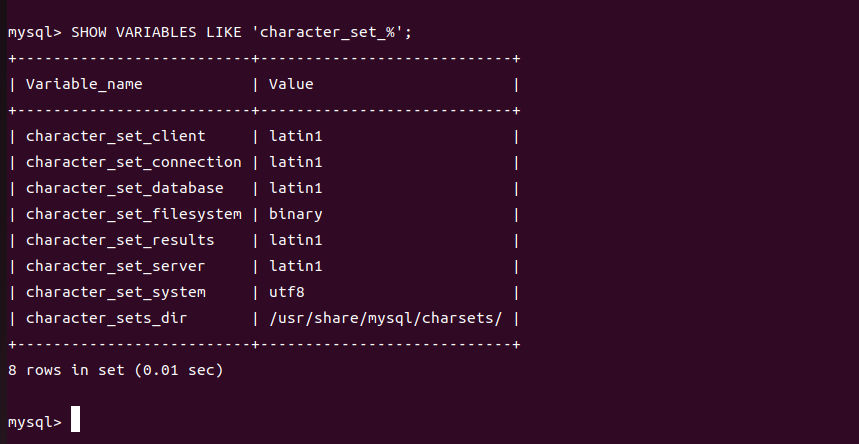 mysql> SHOW VARIABLES LIKE 'character_set_%';
+--------------------------+----------------------------+
| Variable_name            | Value                      |
+--------------------------+----------------------------+
| character_set_client     | latin1                     |
| character_set_connection | latin1                     |
| character_set_database   | latin1                     |
| character_set_filesystem | binary                     |
| character_set_results    | latin1                     |
| character_set_server     | latin1                     |
| character_set_system     | utf8                       |
| character_sets_dir       | /usr/share/mysql/charsets/ |
+--------------------------+----------------------------+
8 rows in set (0.01 sec)
mysql>